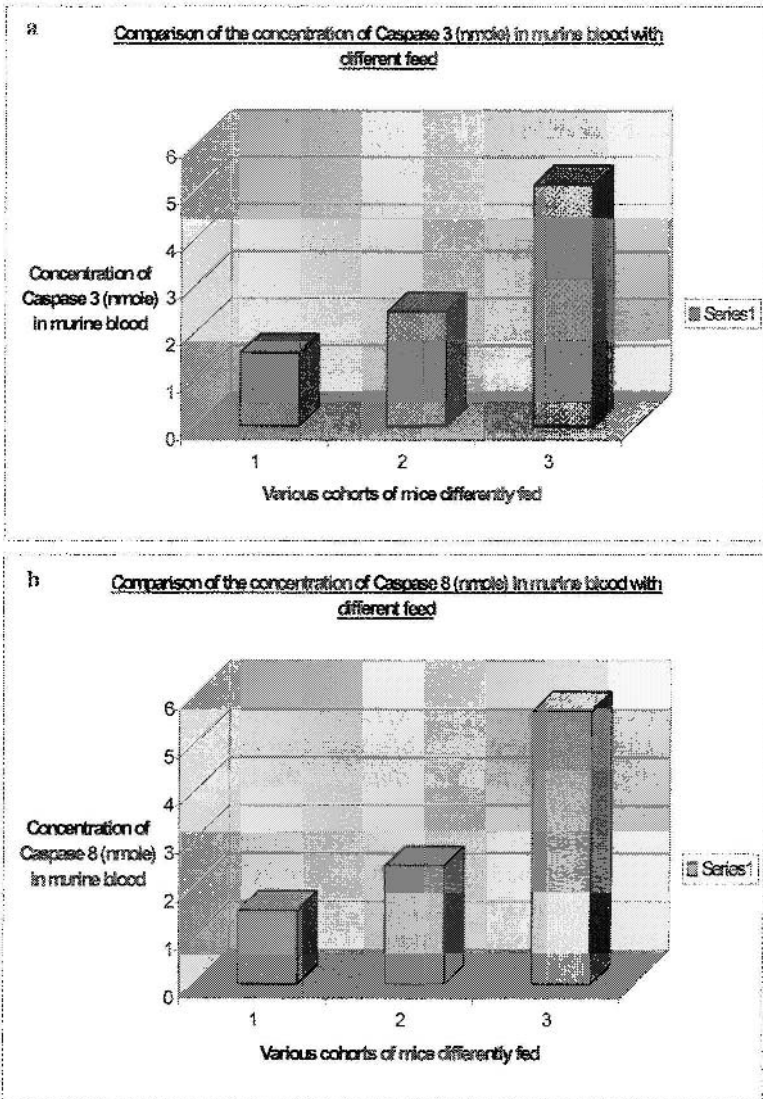 a
Comparison of the concentration of Caspase 3 (nmole) in murine blood with
different feed
6
5
4
3
2
1
0
Concentration of
Caspase 3 (nmole)
in murine blood
Series1
1 2 3
Various cohorts of mice differently fed
b
Comparison of the concentration of Caspase 8 (nmole) in murine blood with
different feed
6
5
4
3
2
1
0
Concentration of
Caspase 8 (nmole)
in murine blood
Series1
1 2 3
Various cohorts of mice differently fed